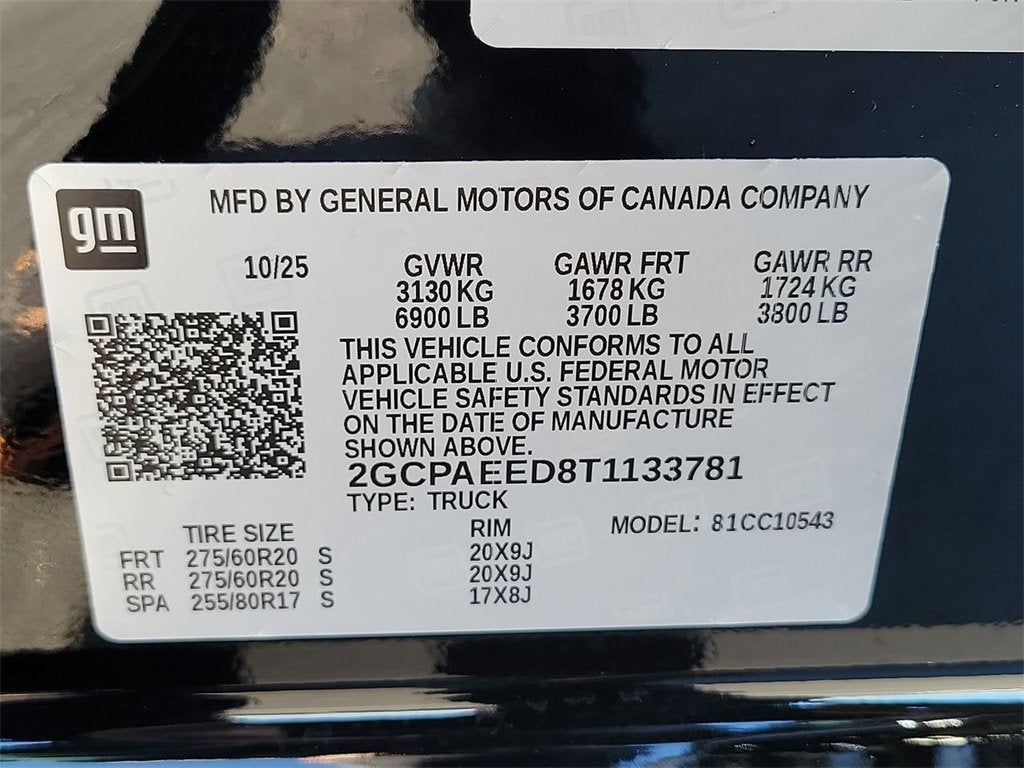 gm
MFD BY GENERAL MOTORS OF CANADA COMPANY
10/25
GVWR GAWR FRT GAWR RR
3130 KG 1678 KG 1724 KG
6900 LB 3700 LB 3800 LB
THIS VEHICLE CONFORMS TO ALL
APPLICABLE U.S. FEDERAL MOTOR
VEHICLE SAFETY STANDARDS IN EFFECT
ON THE DATE OF MANUFACTURE
SHOWN ABOVE.
2GCPAEED8T1133781
TYPE: TRUCK
TIRE SIZE RIM MODEL: 81CC10543
FRT 275/60R20 S 20X9J
RR 275/60R20 S 20X9J
SPA 255/80R17 S 17X8J